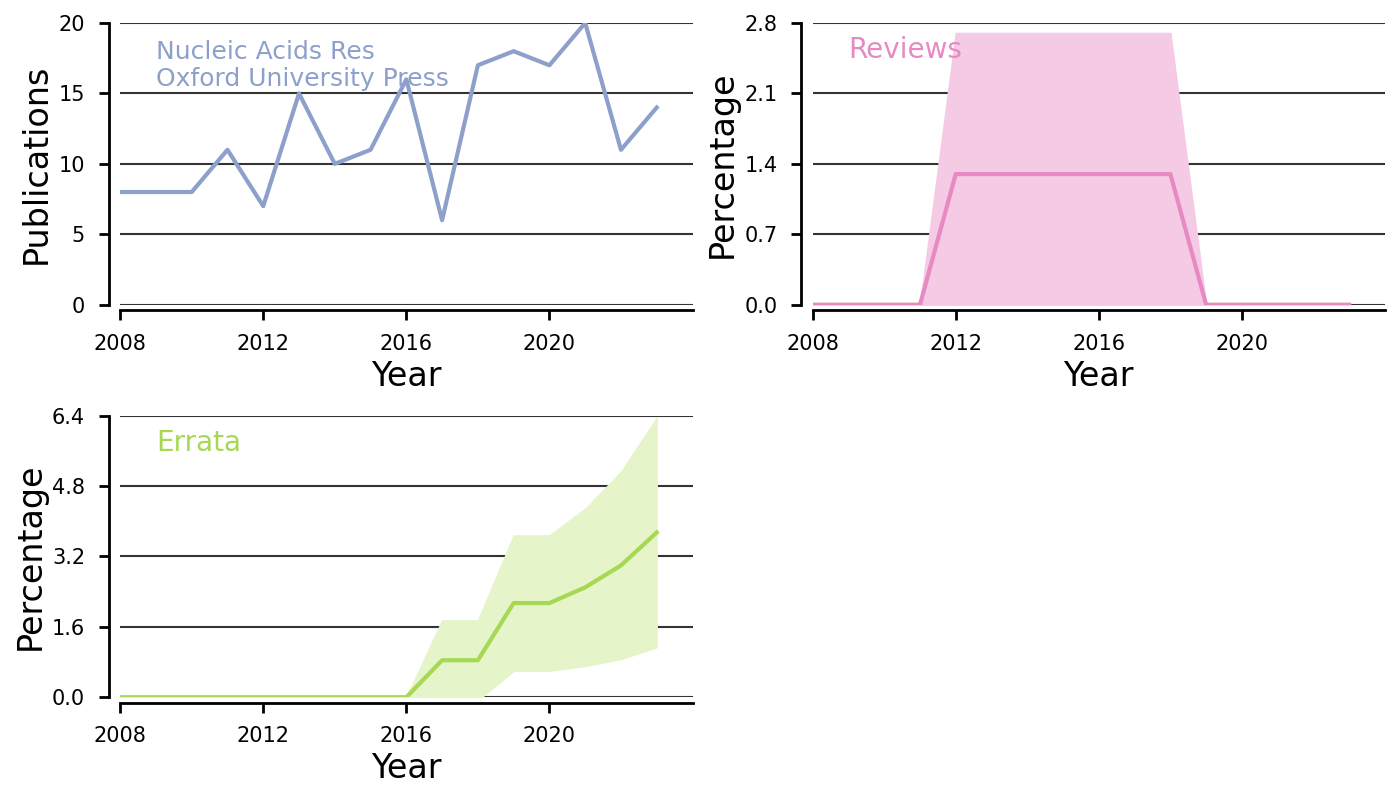 Publications
20
15
10
5
0
Nucleic Acids Res
Oxford University Press
2008
2012
2016
2020
Year
Percentage
2.8
2.1
1.4
0.7
0.0
Reviews
2008
2012
2016
2020
Year
Percentage
6.4
4.8
3.2
1.6
0.0
Errata
2008
2012
2016
2020
Year